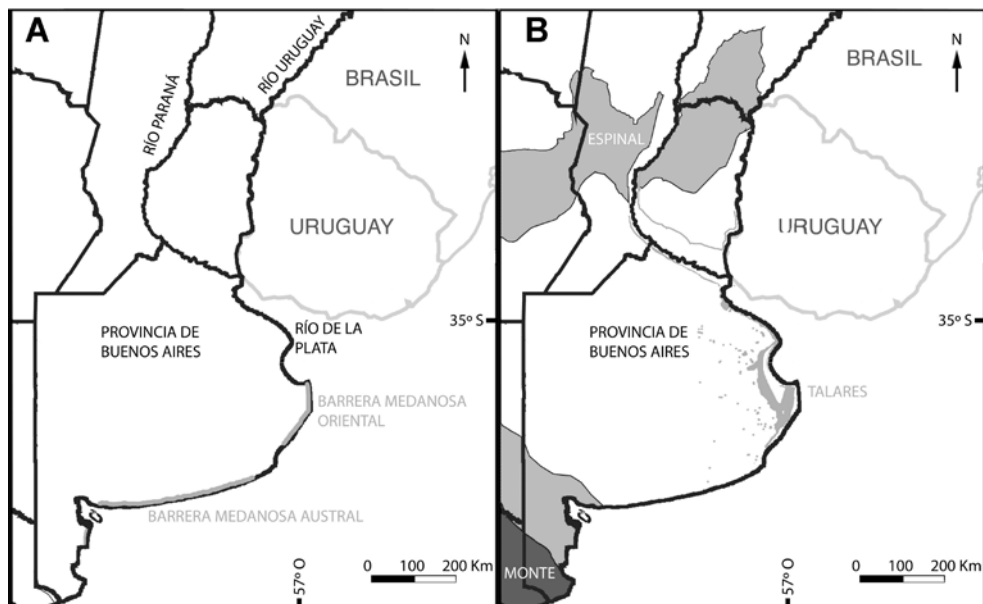 A
N
RÍO PARANÁ
RÍO URUGUAY
BRASIL
URUGUAY
35º S
PROVINCIA DE
BUENOS AIRES
RÍO DE LA
PLATA
BARRERA MEDANOSA
ORIENTAL
BARRERA MEDANOSA AUSTRAL
0 100 200 Km
57º O
B
N
BRASIL
ESPINAL
URUGUAY
35º S
PROVINCIA DE
BUENOS AIRES
TALARES
MONTE
0 100 200 Km
57º O